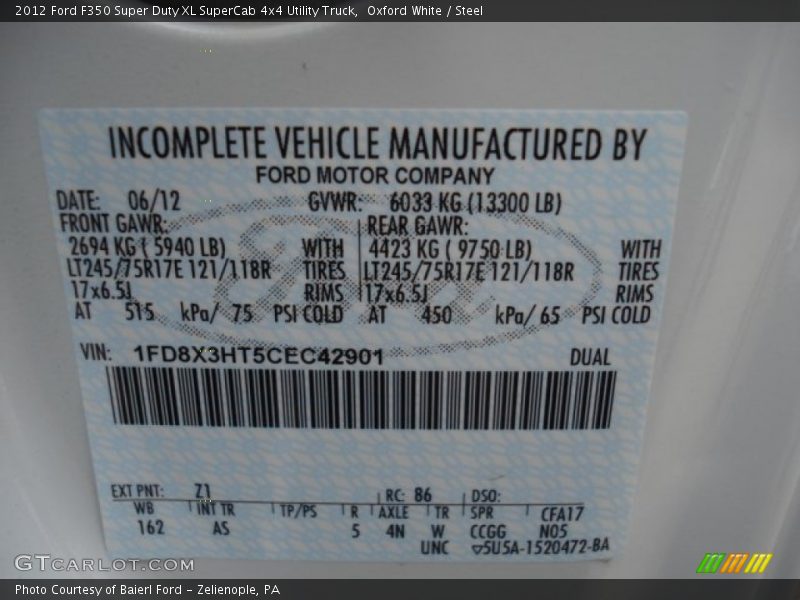 2012 Ford F350 Super Duty XL SuperCab 4x4 Utility Truck, Oxford White / Steel
INCOMPLETE VEHICLE MANUFACTURED BY
FORD MOTOR COMPANY
DATE: 06/12 GVWR: 6033 KG (13300 LB)
FRONT GAWR: REAR GAWR:
2694 KG ( 5940 LB) WITH 4423 KG ( 9750 LB) WITH
LT245/75R17E 121/118R TIRES LT245/75R17E 121/118R TIRES
17x6.5J RIMS 17x6.5J RIMS
AT 515 kPa/ 75 PSI COLD AT 450 kPa/ 65 PSI COLD
VIN: 1FD8X3HT5CEC42901 DUAL
EXT PNT: Z1 RC: 86 DSO:
WB INT TR TP/PS R AXLE TR SPR CFA17
162 AS 5 4N W CCGG N05
UNC ▽5U5A-1520472-BA
GTCARLOT.COM
Photo Courtesy of Baierl Ford - Zelienople, PA